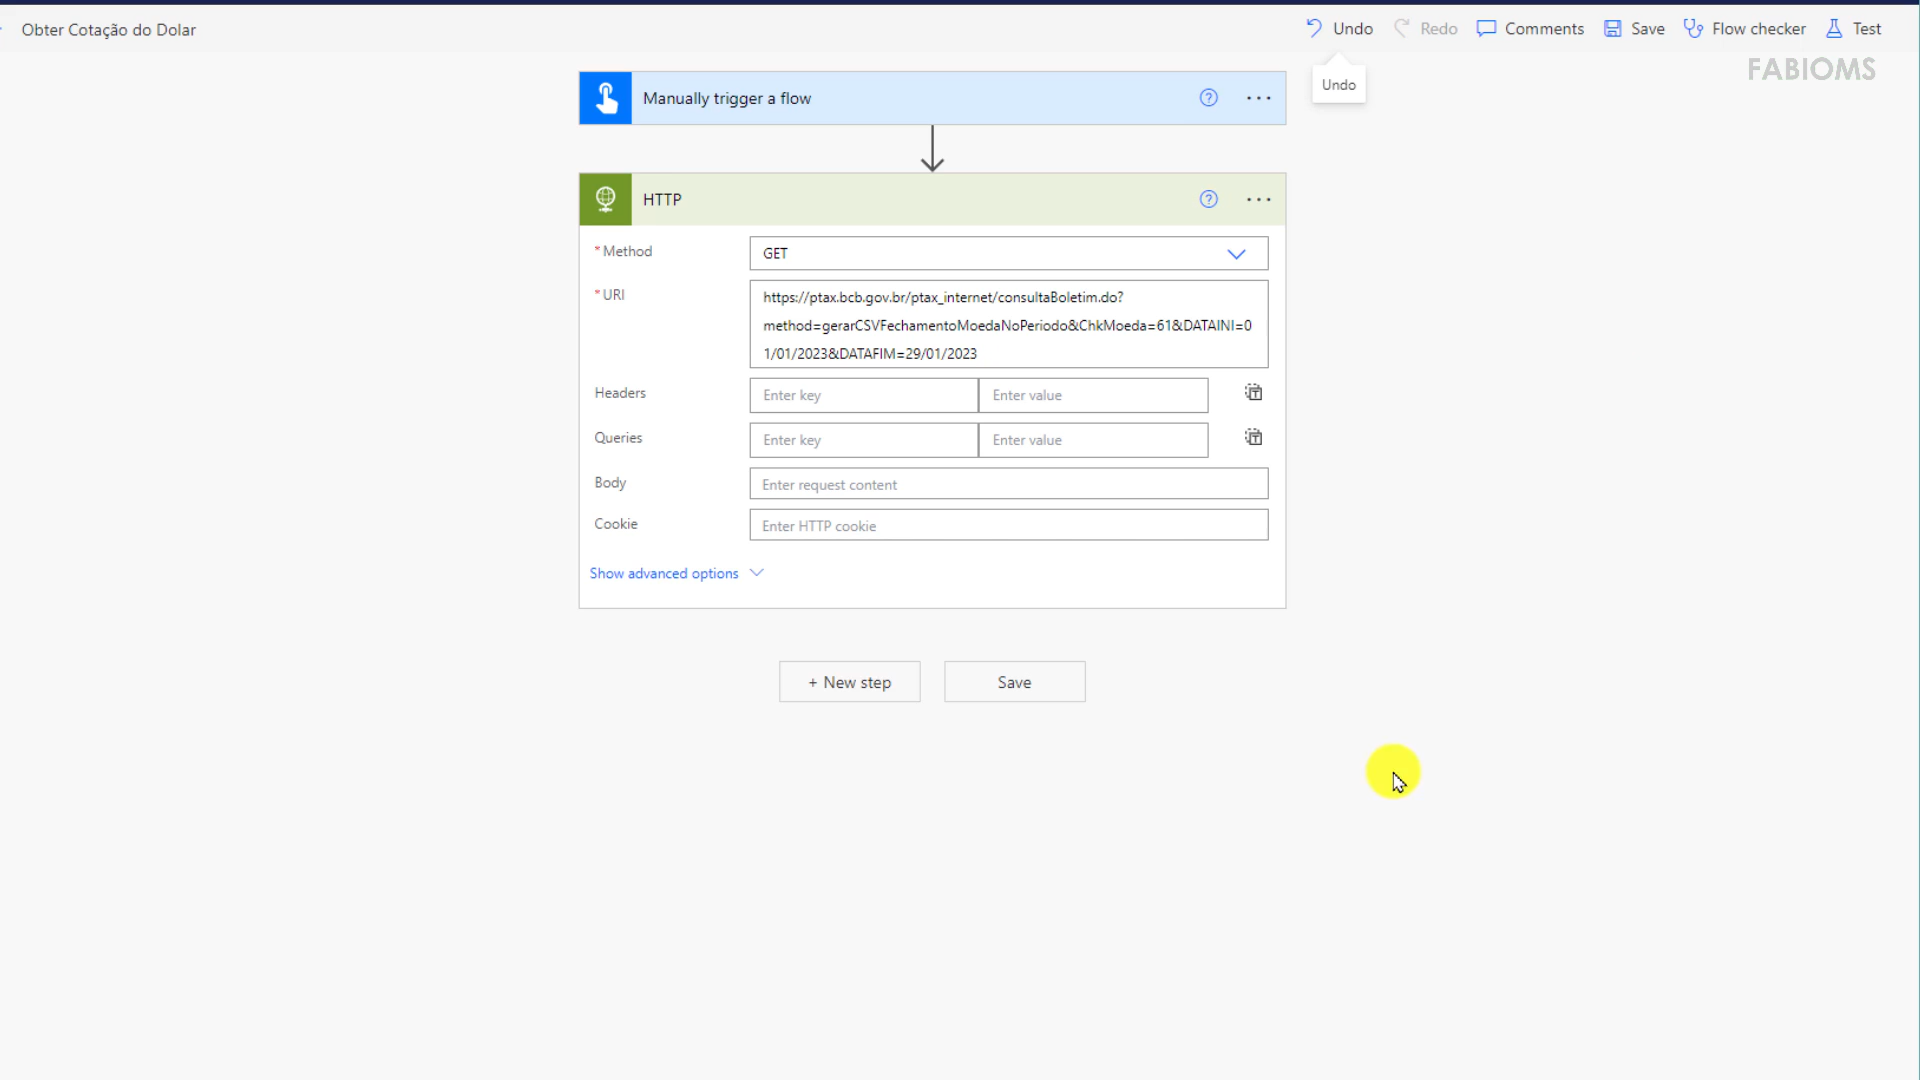 Obter Cotação do Dolar
Undo
Redo
Comments
Save
Flow checker
Test
FABIOMS
Undo
Manually trigger a flow
HTTP
* Method
GET
* URI
https://ptax.bcb.gov.br/ptax_internet/consultaBoletim.do?
method=gerarCSVFechamentoMoedaNoPeriodo&ChkMoeda=61&DATAINI=0
1/01/2023&DATAFIM=29/01/2023
Headers
Enter key
Enter value
Queries
Enter key
Enter value
Body
Enter request content
Cookie
Enter HTTP cookie
Show advanced options
+ New step
Save